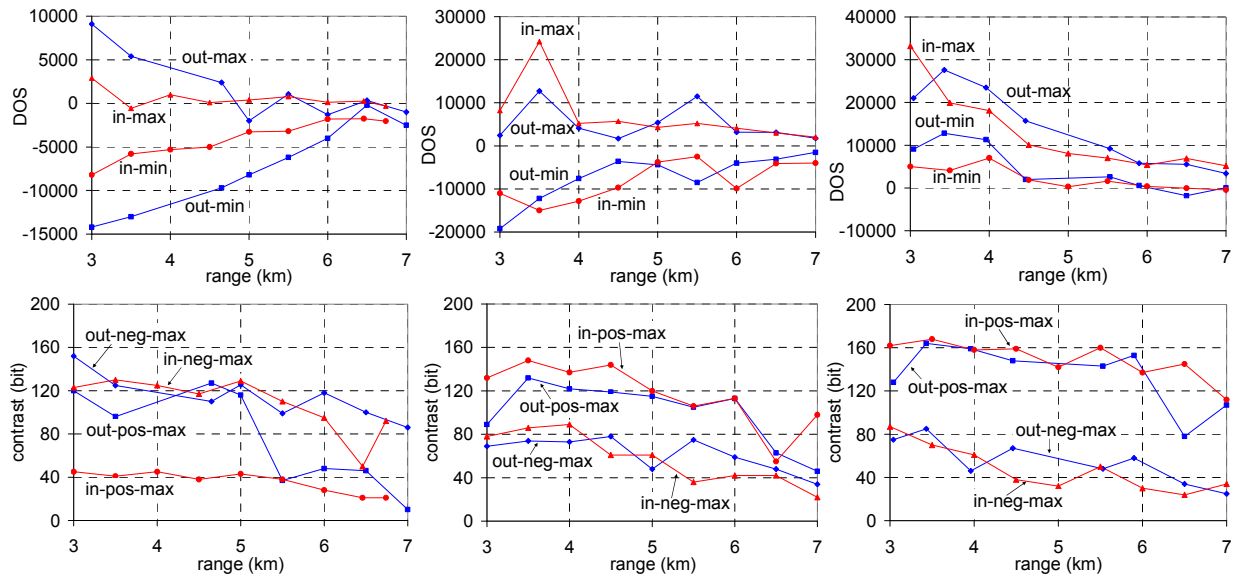 10000
5000
0
-5000
-10000
-15000
DOS
out-max
in-max
in-min
out-min
3 4 5 6 7
range (km)
30000
20000
10000
0
-10000
-20000
DOS
in-max
out-max
out-min
in-min
3 4 5 6 7
range (km)
40000
30000
20000
10000
0
-10000
DOS
in-max
out-max
out-min
in-min
3 4 5 6 7
range (km)
200
160
120
80
40
0
contrast (bit)
out-neg-max
in-neg-max
out-pos-max
in-pos-max
3 4 5 6 7
range (km)
200
160
120
80
40
0
contrast (bit)
in-pos-max
out-pos-max
out-neg-max
in-neg-max
3 4 5 6 7
range (km)
200
160
120
80
40
0
contrast (bit)
in-pos-max
out-pos-max
out-neg-max
in-neg-max
3 4 5 6 7
range (km)